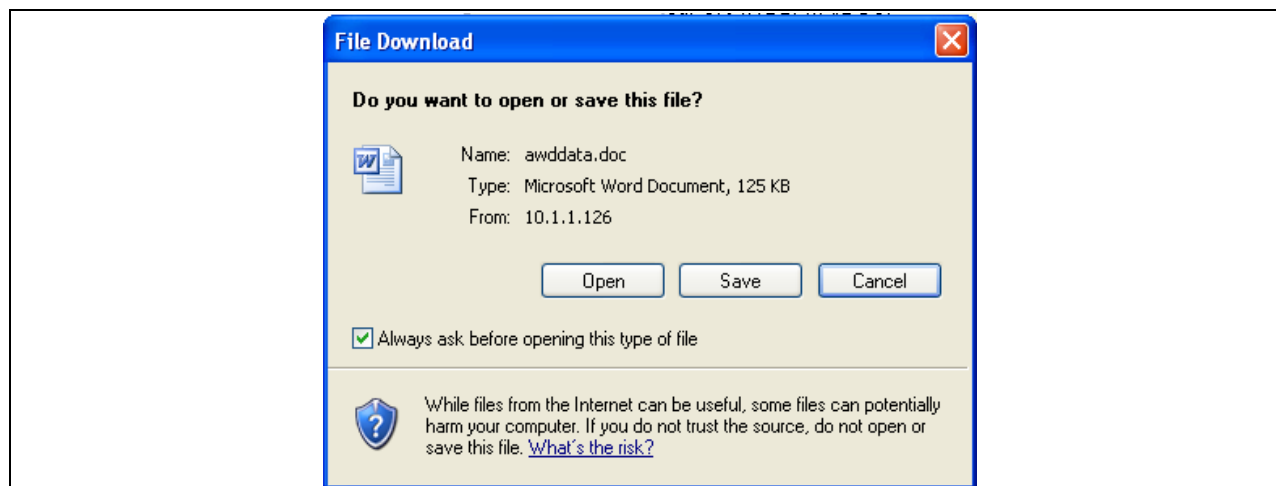 File Download
Do you want to open or save this file?
Name: awddata.doc
Type: Microsoft Word Document, 125 KB
From: 10.1.1.126
Open Save Cancel
Always ask before opening this type of file
While files from the Internet can be useful, some files can potentially
harm your computer. If you do not trust the source, do not open or
save this file. What's the risk?